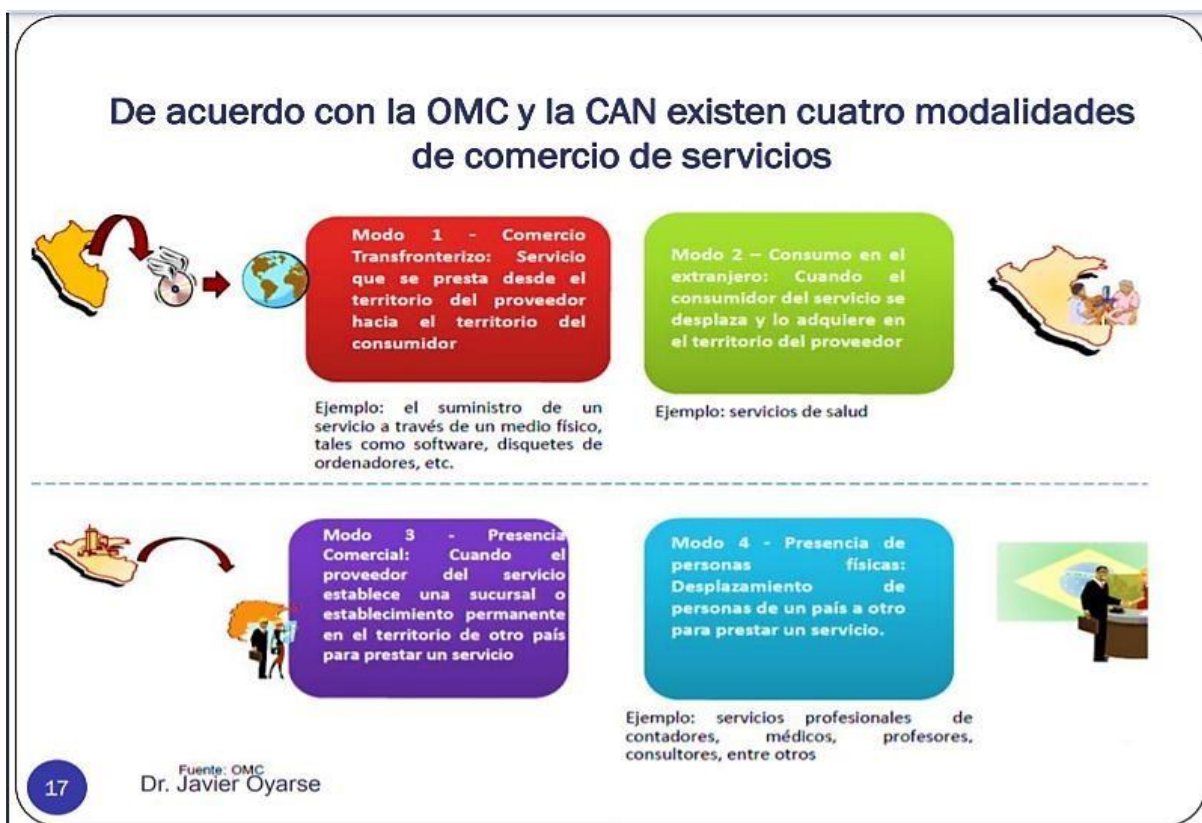 De acuerdo con la OMC y la CAN existen cuatro modalidades
de comercio de servicios
Modo 1 - Comercio
Transfronterizo: Servicio
que se presta desde el
territorio del proveedor
hacia el territorio del
consumidor
Ejemplo: el suministro de un
servicio a través de un medio físico,
tales como software, disquetes de
ordenadores, etc.
Modo 2 – Consumo en el
extranjero: Cuando el
consumidor del servicio se
desplaza y lo adquiere en
el territorio del proveedor
Ejemplo: servicios de salud
Modo 3 - Presencia
Comercial: Cuando el
proveedor del servicio
establece una sucursal o
establecimiento permanente
en el territorio de otro país
para prestar un servicio
Modo 4 - Presencia de
personas físicas:
Desplazamiento de
personas de un país a otro
para prestar un servicio.
Ejemplo: servicios profesionales de
contadores, médicos, profesores,
consultores, entre otros
Fuente: OMC
17 Dr. Javier Oyarse